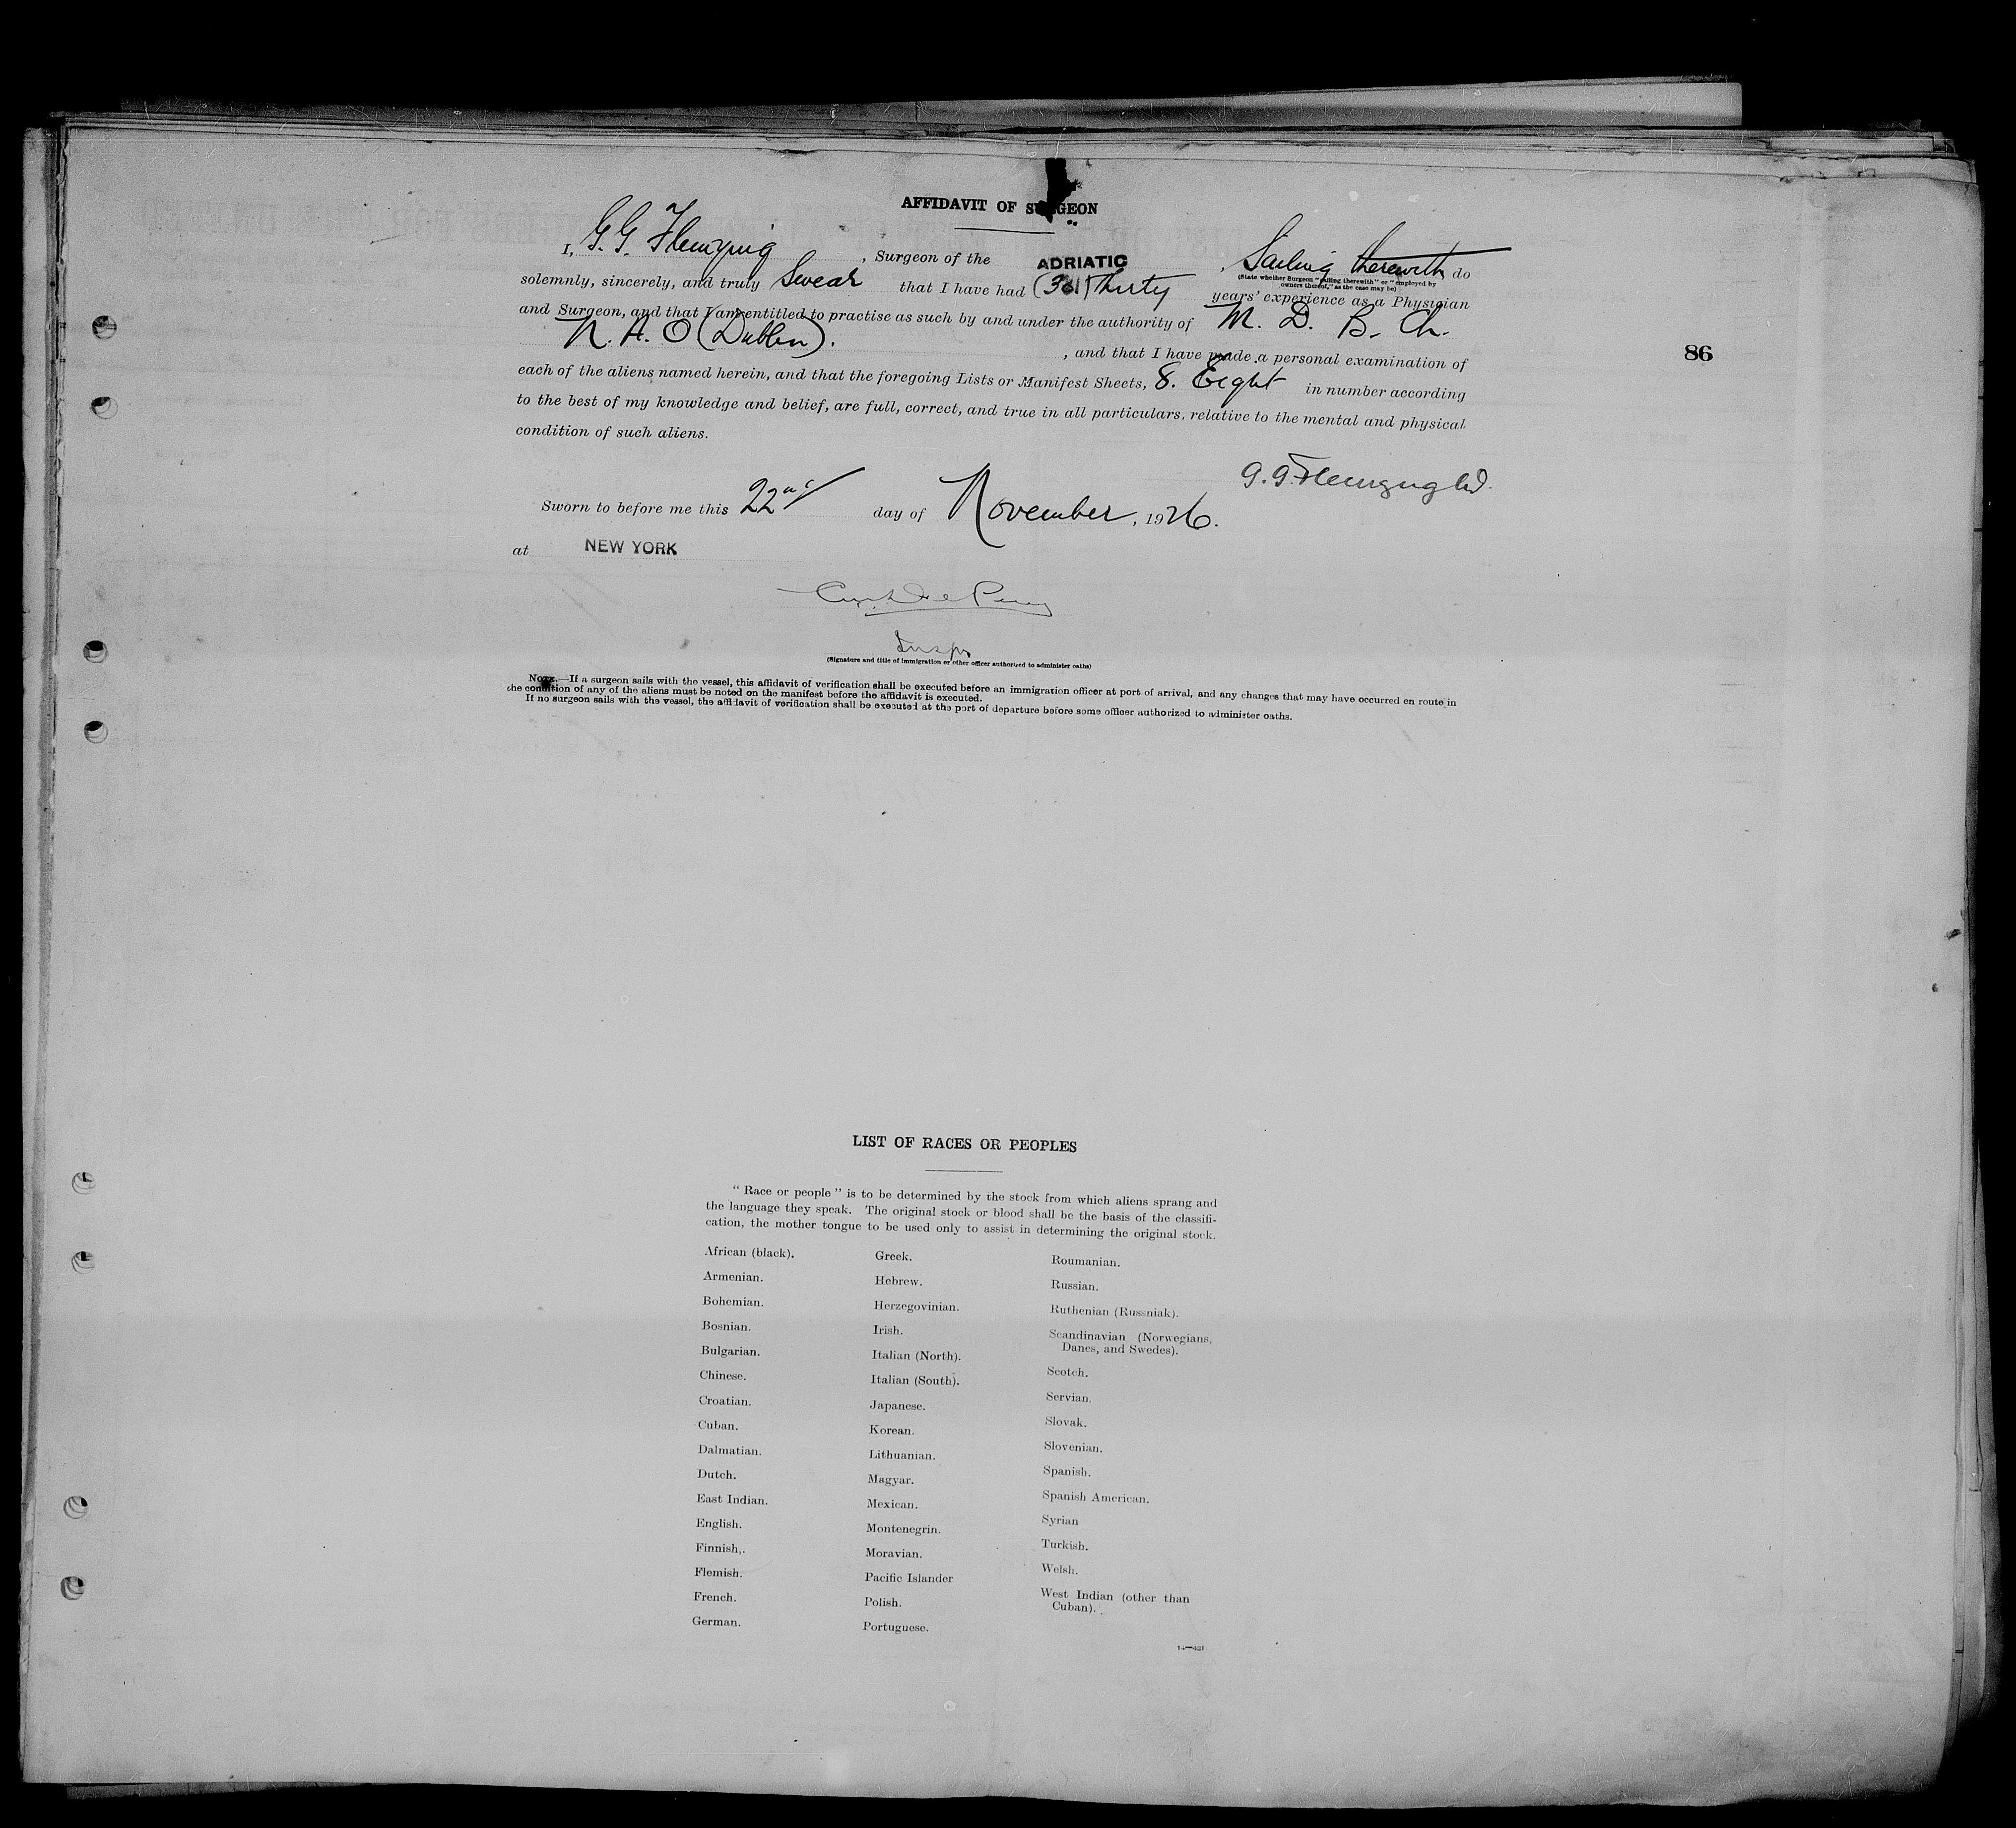 AFFIDAVIT OF SURGEON
I, G. G. Flemyng, Surgeon of the ADRIATIC, Sailing therewith do
(State whether Surgeon "sailing therewith" or "employed by
owners thereof," as the case may be)
solemnly, sincerely, and truly Swear that I have had (30) Thirty years' experience as a Physician
and Surgeon, and that I am entitled to practise as such by and under the authority of M. D. B. Ch.
N. A. O (Dublin). , and that I have made a personal examination of
86
each of the aliens named herein, and that the foregoing Lists or Manifest Sheets, 8. Eight in number according
to the best of my knowledge and belief, are full, correct, and true in all particulars, relative to the mental and physical
condition of such aliens.
G. G. Flemyng
Sworn to before me this 22nd day of November, 1926.
at NEW YORK
Insp
(Signature and title of immigration or other officer authorized to administer oaths)
NOTE.—If a surgeon sails with the vessel, this affidavit of verification shall be executed before an immigration officer at port of arrival, and any changes that may have occurred en route in
the condition of any of the aliens must be noted on the manifest before the affidavit is executed.
If no surgeon sails with the vessel, the affidavit of verification shall be executed at the port of departure before some officer authorized to administer oaths.
LIST OF RACES OR PEOPLES
"Race or people" is to be determined by the stock from which aliens sprang and
the language they speak. The original stock or blood shall be the basis of the classifi-
cation, the mother tongue to be used only to assist in determining the original stock.
African (black).
Armenian.
Bohemian.
Bosnian.
Bulgarian.
Chinese.
Croatian.
Cuban.
Dalmatian.
Dutch.
East Indian.
English.
Finnish.
Flemish.
French.
German.
Greek.
Hebrew.
Herzegovinian.
Irish.
Italian (North).
Italian (South).
Japanese.
Korean.
Lithuanian.
Magyar.
Mexican.
Montenegrin.
Moravian.
Pacific Islander
Polish.
Portuguese.
Roumanian.
Russian.
Ruthenian (Russniak).
Scandinavian (Norwegians,
Danes, and Swedes).
Scotch.
Servian.
Slovak.
Slovenian.
Spanish.
Spanish American.
Syrian
Turkish.
Welsh.
West Indian (other than
Cuban).